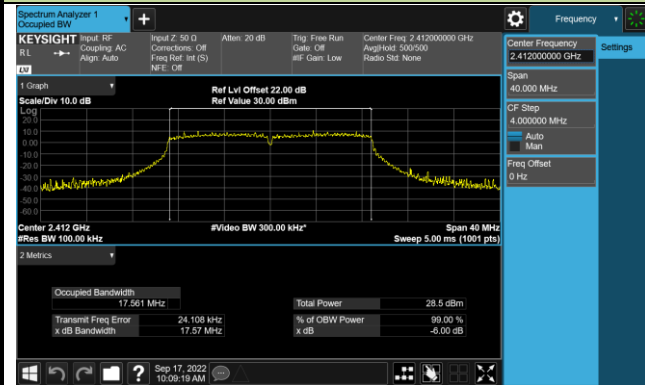 Spectrum Analyzer 1
Occupied BW
+
Frequency
KEYSIGHT
RL
LXI
Input: RF
Coupling: AC
Align: Auto
Input Z: 50 Ω
Corrections: Off
Freq Ref: Int (S)
NFE: Off
Atten: 20 dB
Trig: Free Run
Gate: Off
#IF Gain: Low
Center Freq: 2.412000000 GHz
Avg|Hold: 500/500
Radio Std: None
Center Frequency
2.412000000 GHz
Settings
Span
40.000 MHz
CF Step
4.000000 MHz
Auto
Man
Freq Offset
0 Hz
1 Graph
Scale/Div 10.0 dB
Ref Lvl Offset 22.00 dB
Ref Value 30.00 dBm
Log
20.0
10.0
0.00
-10.0
-20.0
-30.0
-40.0
-50.0
-60.0
Center 2.412 GHz
#Res BW 100.00 kHz
#Video BW 300.00 kHz*
Span 40 MHz
Sweep 5.00 ms (1001 pts)
2 Metrics
Occupied Bandwidth
17.561 MHz
Total Power 28.5 dBm
Transmit Freq Error 24.108 kHz
% of OBW Power 99.00 %
x dB Bandwidth 17.57 MHz
x dB -6.00 dB
?
Sep 17, 2022
10:09:19 AM